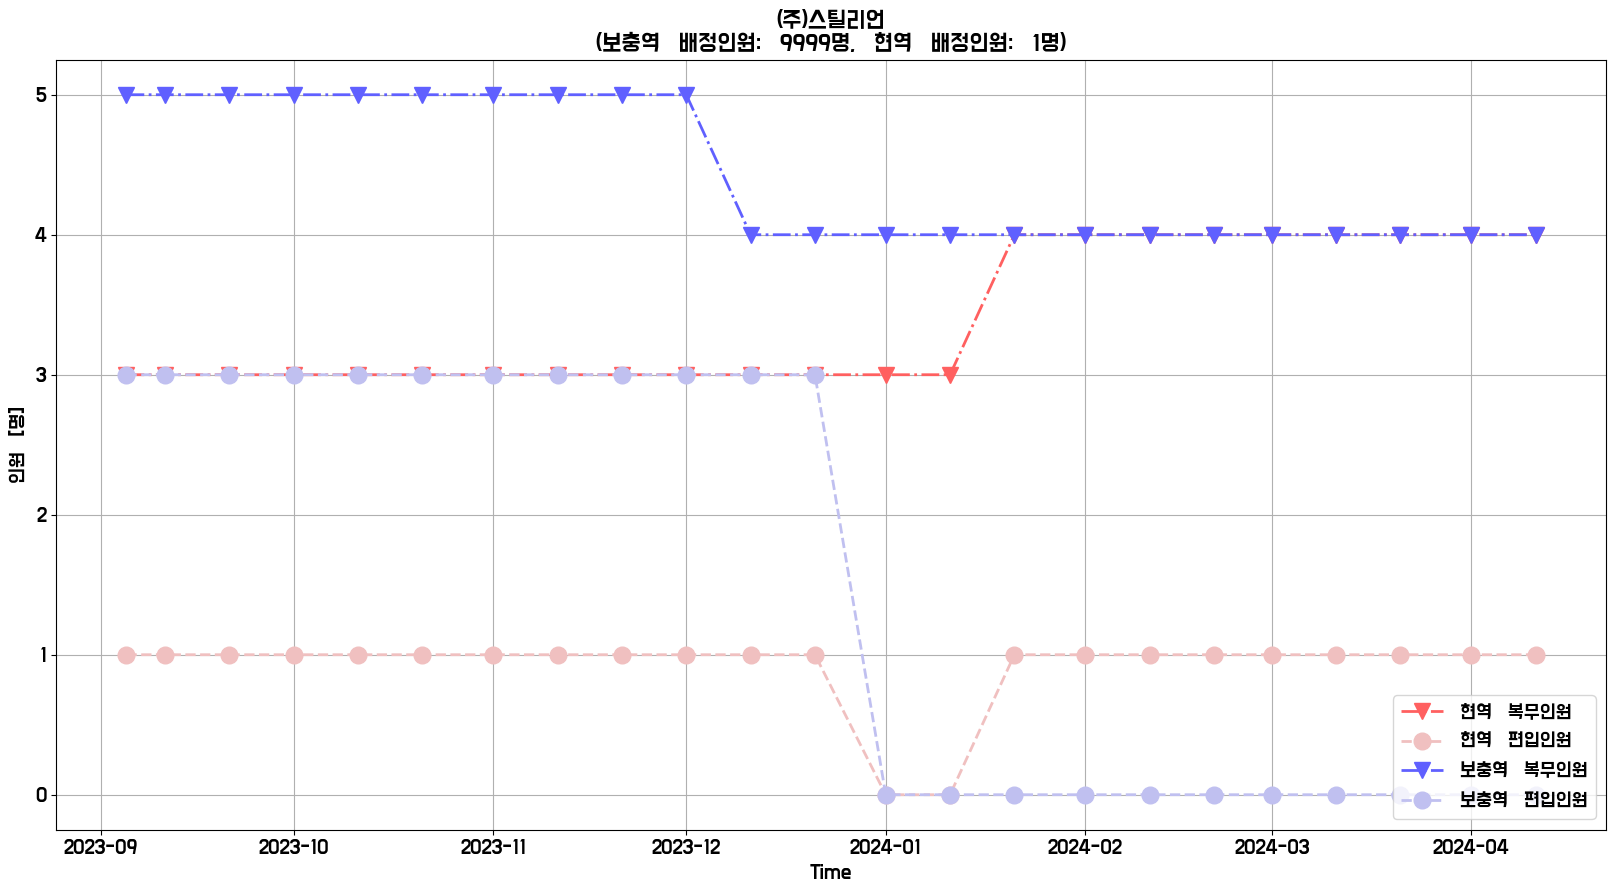 (주)스틸리언
(보충역 배정인원: 9999명, 현역 배정인원: 1명)
인원 [명]
5
4
3
2
1
0
2023-09 2023-10 2023-11 2023-12 2024-01 2024-02 2024-03 2024-04
Time
현역 복무인원
현역 편입인원
보충역 복무인원
보충역 편입인원